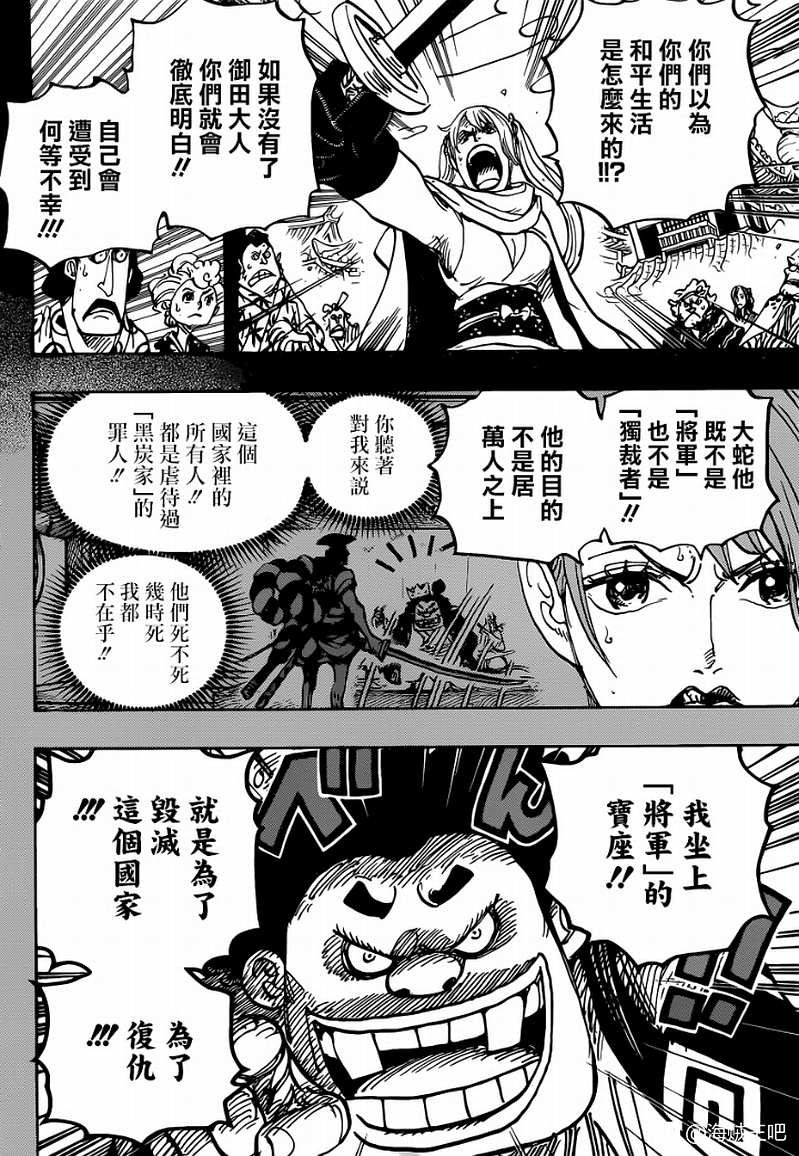 你們以為
你們的
和平生活
是怎麼來的!!?
如果沒有了
御田大人
你們就會
徹底明白!!
自己會
遭受到
何等不幸!!!
大蛇他
既不是
「將軍」
也不是
「獨裁者」!!
他的目的
不是居
萬人之上
你聽著
對我來說
這個
國家裡的
所有人!!
都是虐待過
「黑炭家」的
罪人!!
他們死不死
幾時死
我都
不在乎!!
べんべん!!
我坐上
「將軍」的
寶座!!
就是為了
毀滅
這個國家
!!!
為了
復仇
!!!
@海賊王吧